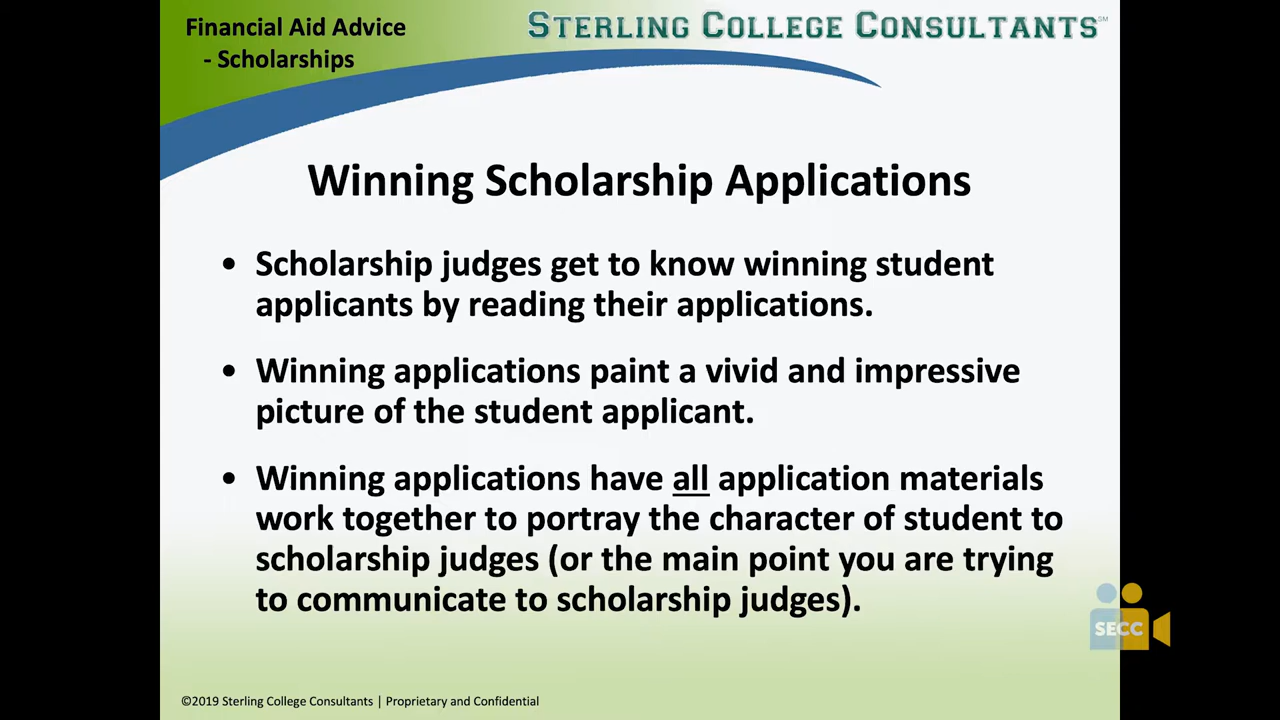 Financial Aid Advice
- Scholarships
STERLING COLLEGE CONSULTANTS℠
Winning Scholarship Applications
• Scholarship judges get to know winning student
applicants by reading their applications.
• Winning applications paint a vivid and impressive
picture of the student applicant.
• Winning applications have all application materials
work together to portray the character of student to
scholarship judges (or the main point you are trying
to communicate to scholarship judges).
SECC
©2019 Sterling College Consultants | Proprietary and Confidential